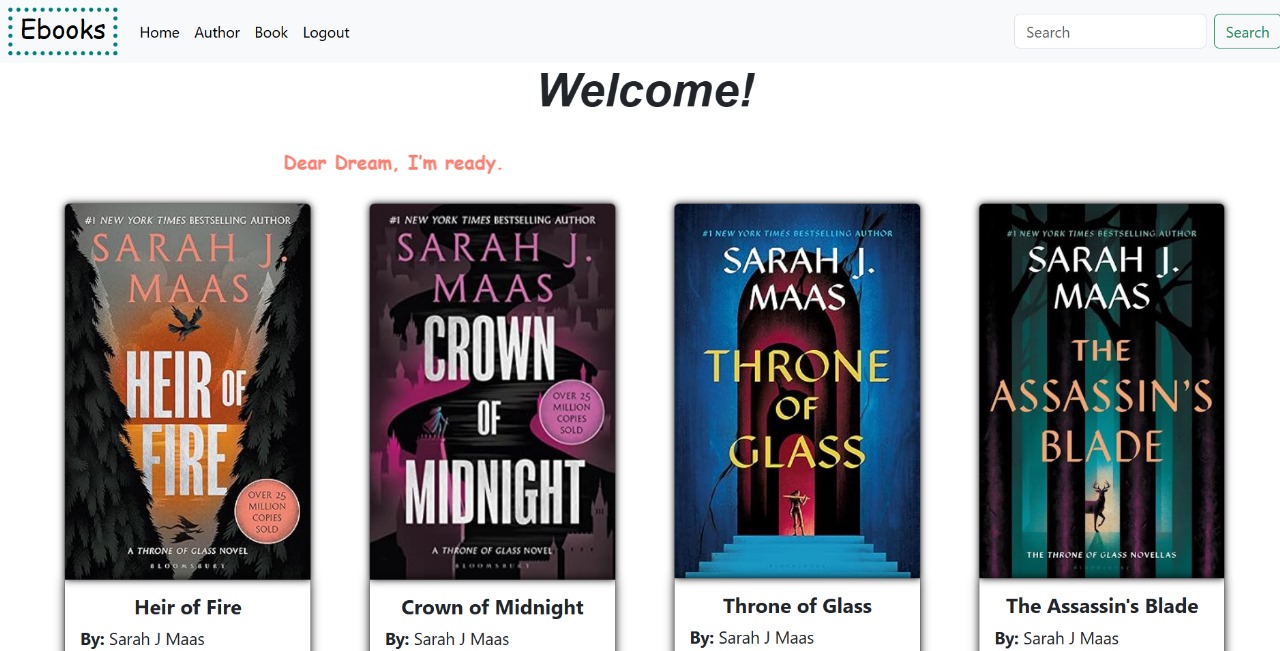 Ebooks
Home Author Book Logout
Search Search
Welcome!
Dear Dream, I'm ready.
#1 NEW YORK TIMES BESTSELLING AUTHOR
SARAH J.
MAAS
HEIR OF
FIRE
OVER 25
MILLION
COPIES
SOLD
A THRONE OF GLASS NOVEL
BLOOMSBURY
Heir of Fire
By: Sarah J Maas
#1 NEW YORK TIMES BESTSELLING AUTHOR
SARAH J.
MAAS
CROWN
OF
MIDNIGHT
OVER 25
MILLION
COPIES
SOLD
A THRONE OF GLASS NOVEL
BLOOMSBURY
Crown of Midnight
By: Sarah J Maas
#1 NEW YORK TIMES BESTSELLING AUTHOR
SARAH J.
MAAS
THRONE
OF
GLASS
Throne of Glass
By: Sarah J Maas
#1 NEW YORK TIMES BESTSELLING AUTHOR
SARAH J.
MAAS
THE
ASSASSIN'S
BLADE
THE THRONE OF GLASS NOVELLAS
The Assassin's Blade
By: Sarah J Maas